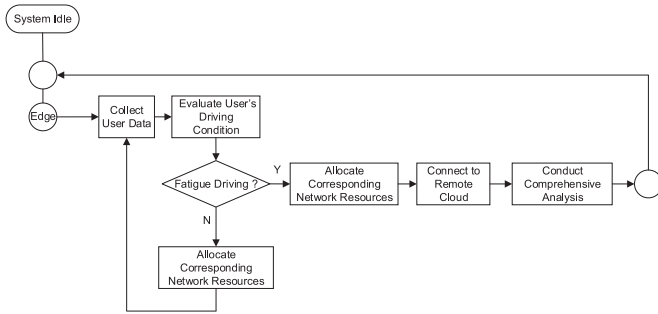 System Idle
Edge
Collect
User Data
Evaluate User's
Driving
Condition
Fatigue Driving ?
Y
Allocate
Corresponding
Network Resources
Connect to
Remote
Cloud
Conduct
Comprehensive
Analysis
N
Allocate
Corresponding
Network Resources